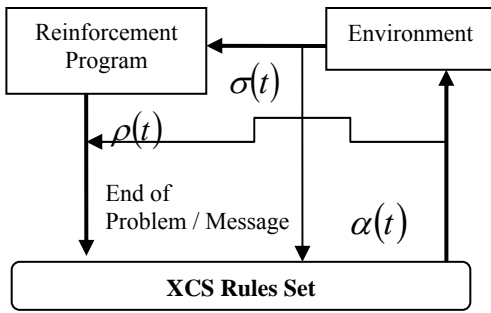 Reinforcement
Program
Environment
σ(t)
ρ(t)
End of
Problem / Message
α(t)
XCS Rules Set